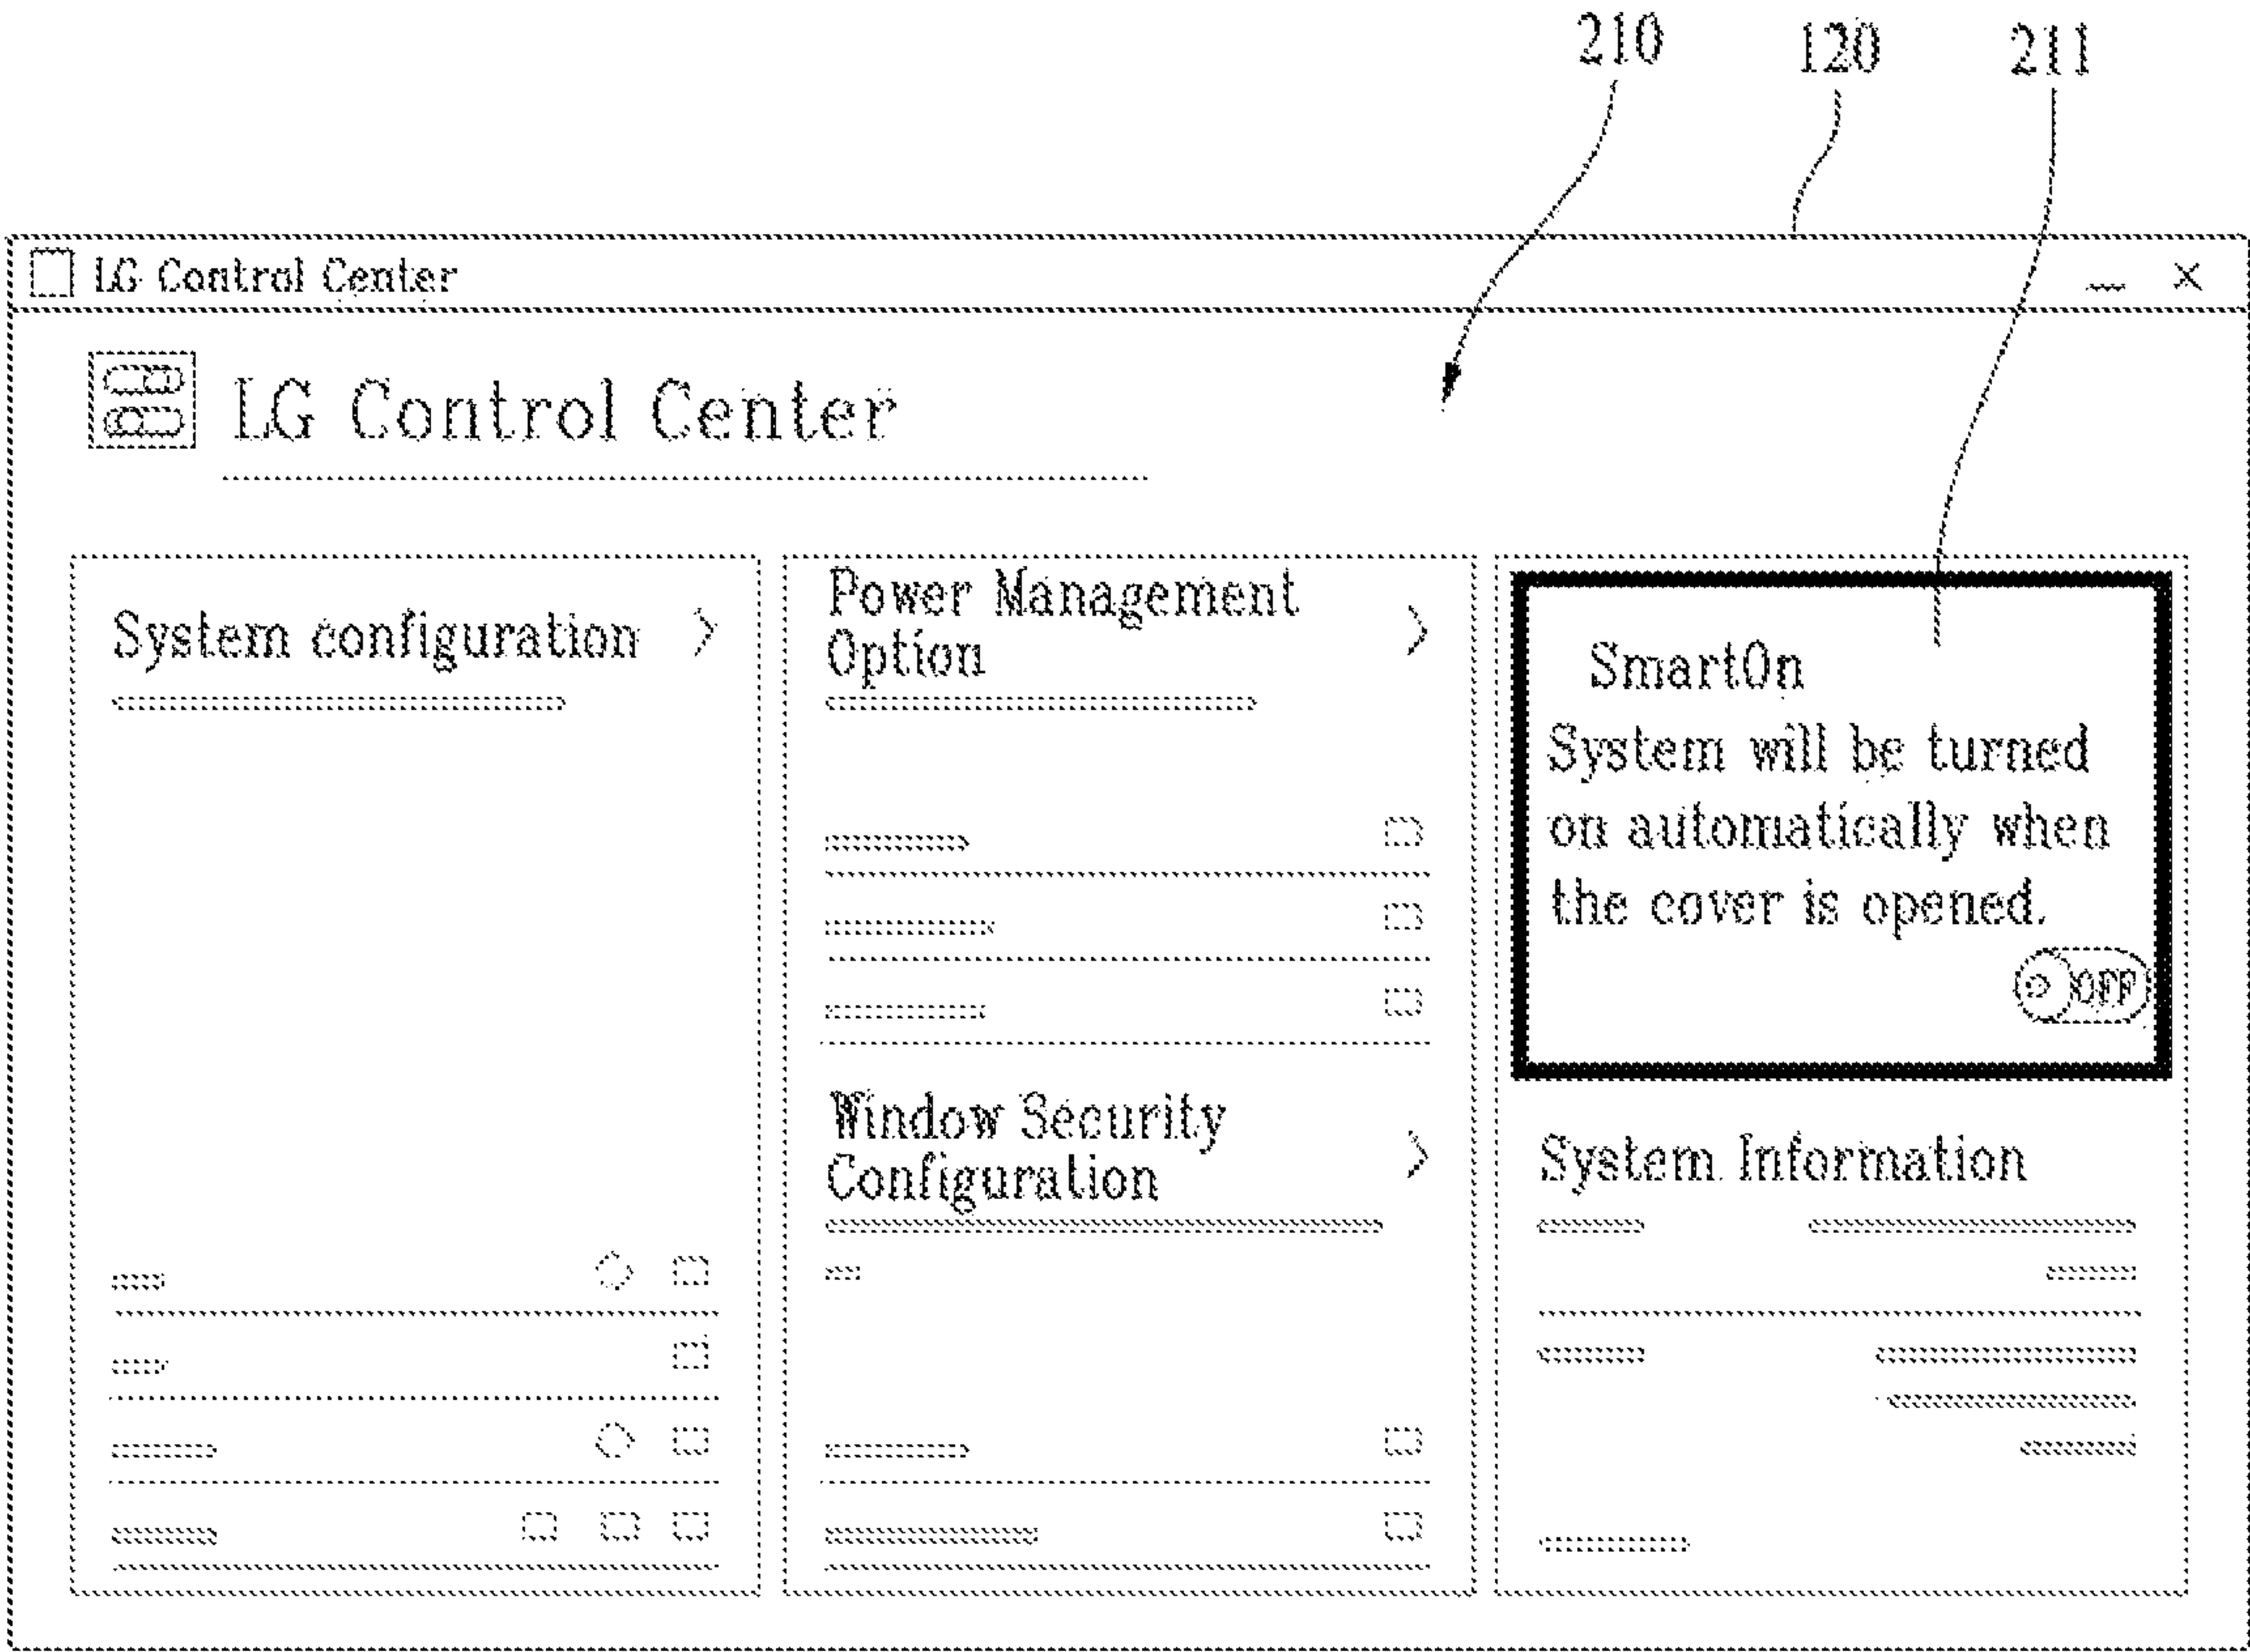 210 120 211
LG Control Center
LG Control Center
System configuration
Power Management
Option
Window Security
Configuration
SmartOn
System will be turned
on automatically when
the cover is opened.
OFF
System Information